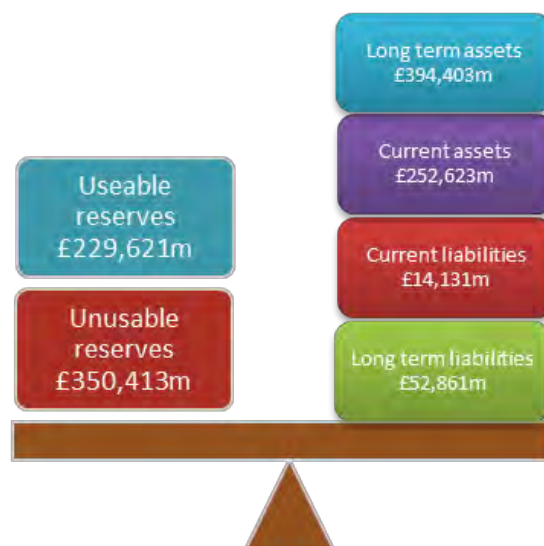 Useable
reserves
£229,621m
Unusable
reserves
£350,413m
Long term assets
£394,403m
Current assets
£252,623m
Current liabilities
£14,131m
Long term liabilities
£52,861m